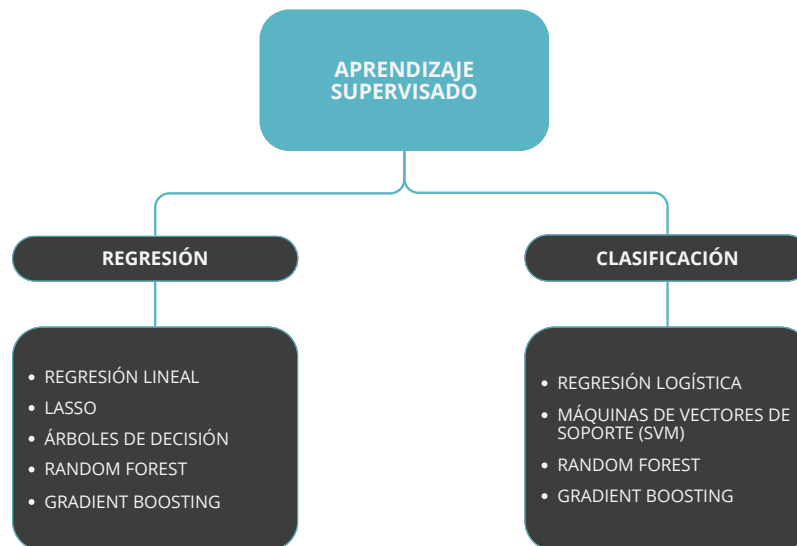 APRENDIZAJE
SUPERVISADO
REGRESIÓN
CLASIFICACIÓN
• REGRESIÓN LINEAL
• LASSO
• ÁRBOLES DE DECISIÓN
• RANDOM FOREST
• GRADIENT BOOSTING
• REGRESIÓN LOGÍSTICA
• MÁQUINAS DE VECTORES DE
SOPORTE (SVM)
• RANDOM FOREST
• GRADIENT BOOSTING